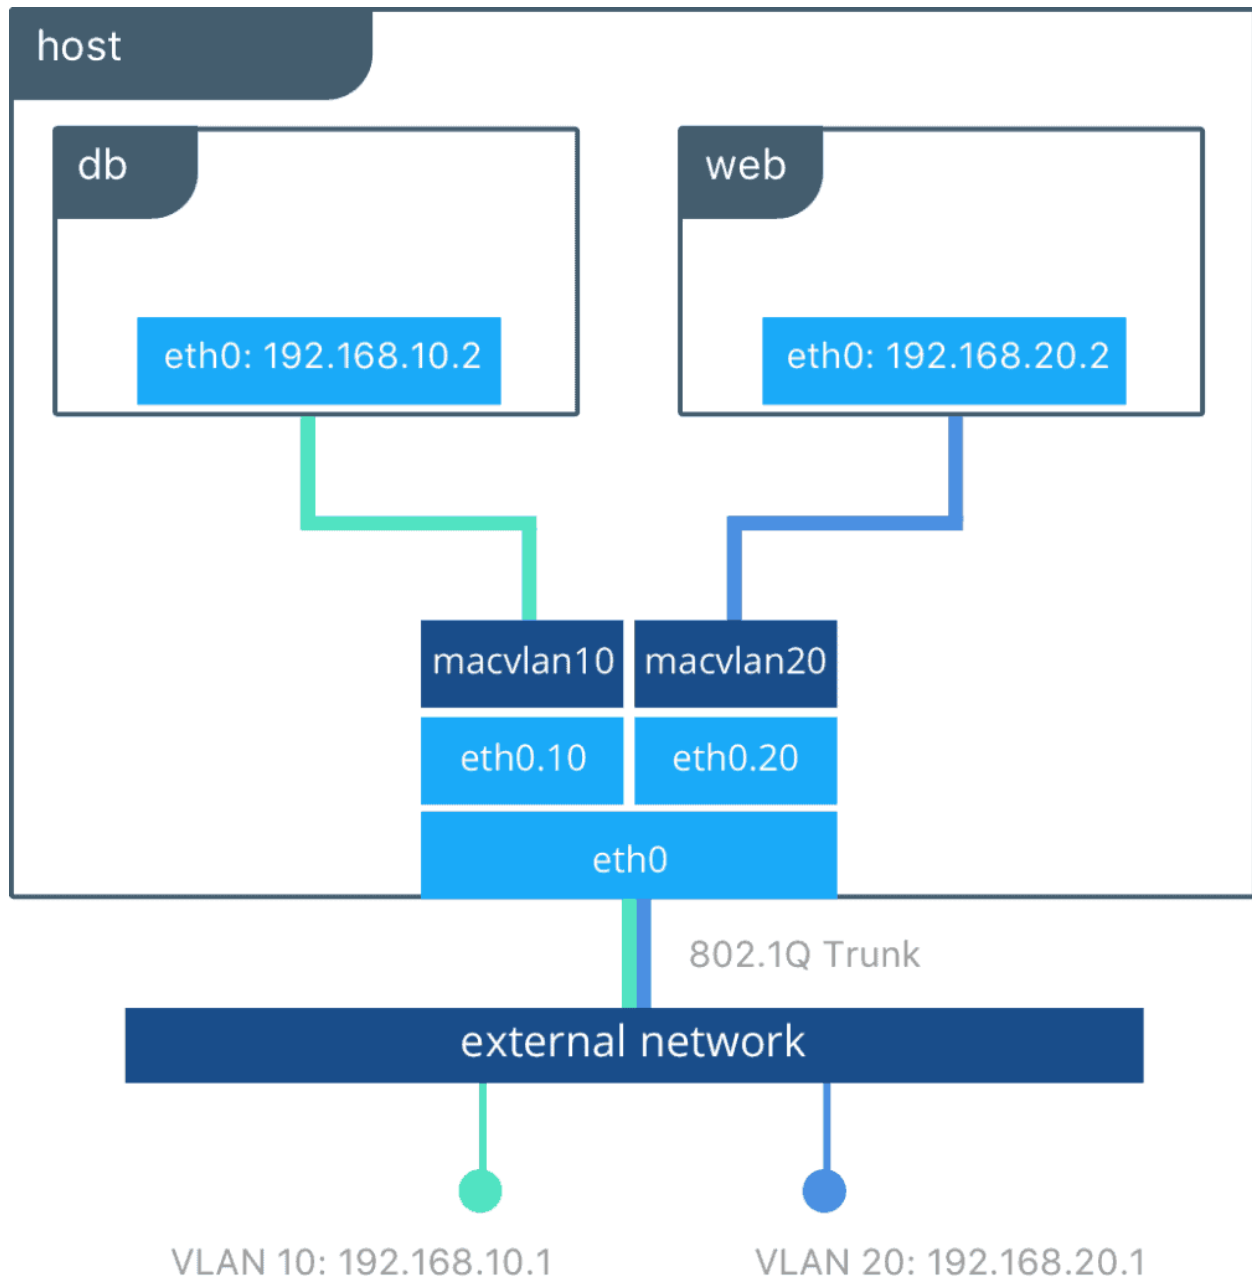 host
db
web
eth0: 192.168.10.2
eth0: 192.168.20.2
macvlan10
macvlan20
eth0.10
eth0.20
eth0
802.1Q Trunk
external network
VLAN 10: 192.168.10.1
VLAN 20: 192.168.20.1